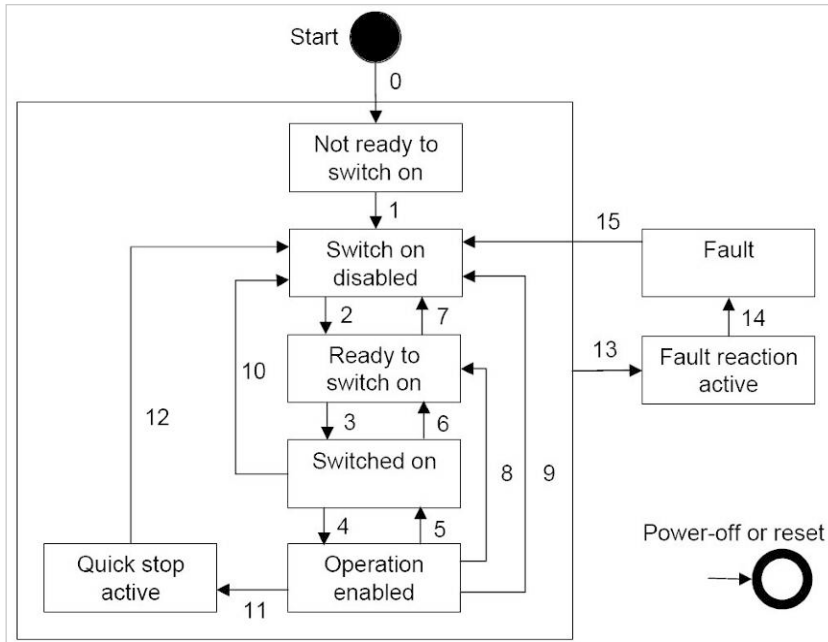 Start
0
Not ready to
switch on
1
15
Switch on
disabled
Fault
2
7
14
Ready to
switch on
13
Fault reaction
active
10
12
3
6
Switched on
8
9
4
5
Power-off or reset
Quick stop
active
Operation
enabled
11